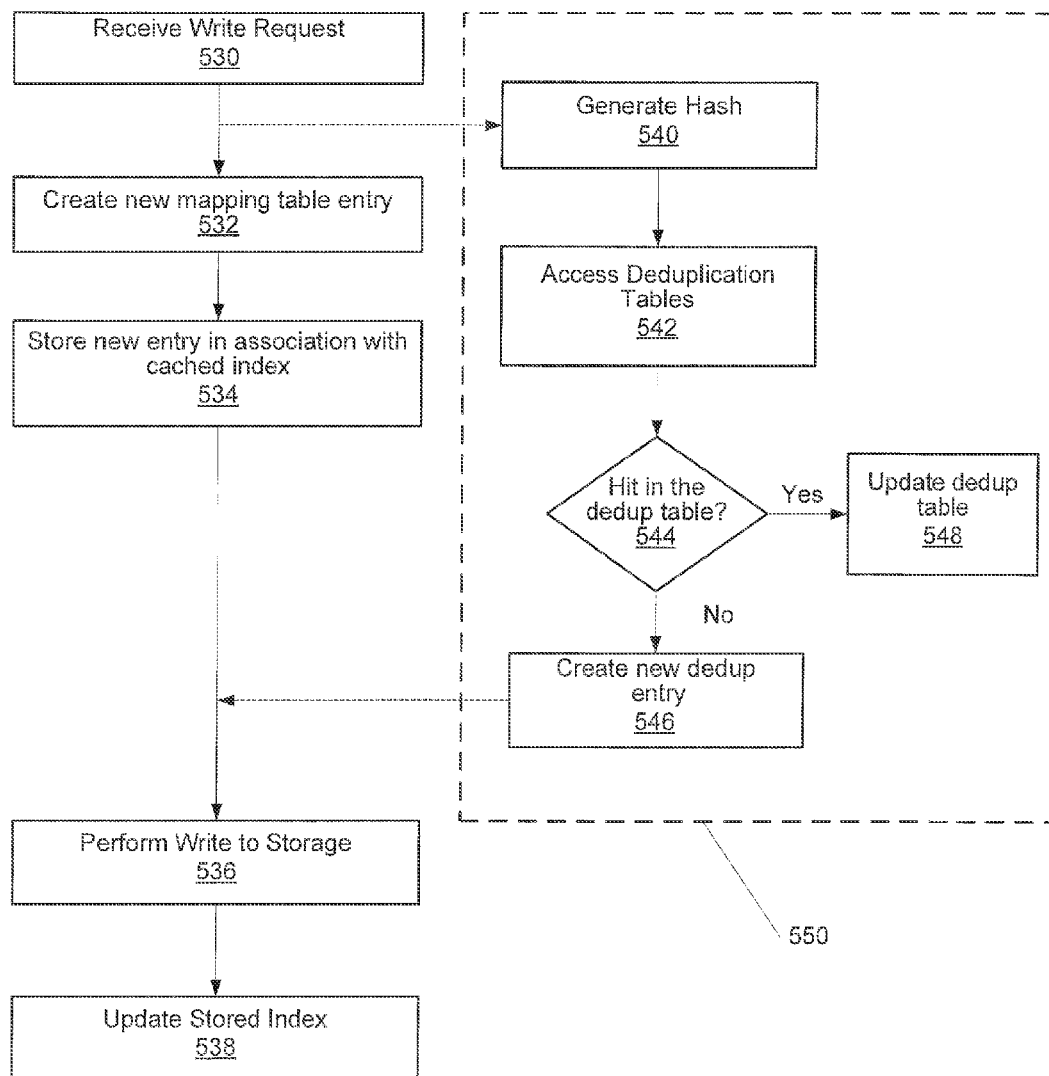 Receive Write Request
530
Generate Hash
540
Create new mapping table entry
532
Access Deduplication
Tables
542
Store new entry in association with
cached index
534
Hit in the
dedup table?
544
Yes
Update dedup
table
548
No
Create new dedup
entry
546
Perform Write to Storage
536
550
Update Stored Index
538